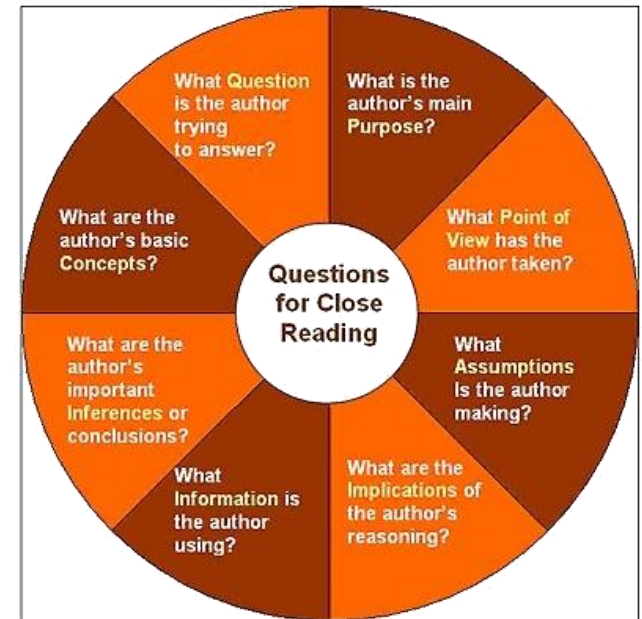 Questions
for Close
Reading
What is the
author's main
Purpose?
What Point of
View has the
author taken?
What
Assumptions
Is the author
making?
What are the
Implications of
the author's
reasoning?
What
Information is
the author
using?
What are the
author's
important
Inferences or
conclusions?
What are the
author's basic
Concepts?
What Question
is the author
trying
to answer?